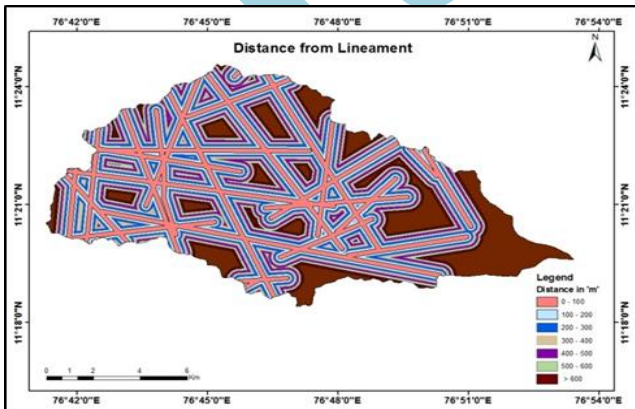 76°42'0"E 76°45'0"E 76°48'0"E 76°51'0"E 76°54'0"E
Distance from Lineament
N
11°24'0"N 11°24'0"N
11°21'0"N 11°21'0"N
11°18'0"N 11°18'0"N
Legend
Distance in 'm'
0 - 100
100 - 200
200 - 300
300 - 400
400 - 500
500 - 600
> 600
0 1 2 4 6
Km
76°42'0"E 76°45'0"E 76°48'0"E 76°51'0"E 76°54'0"E